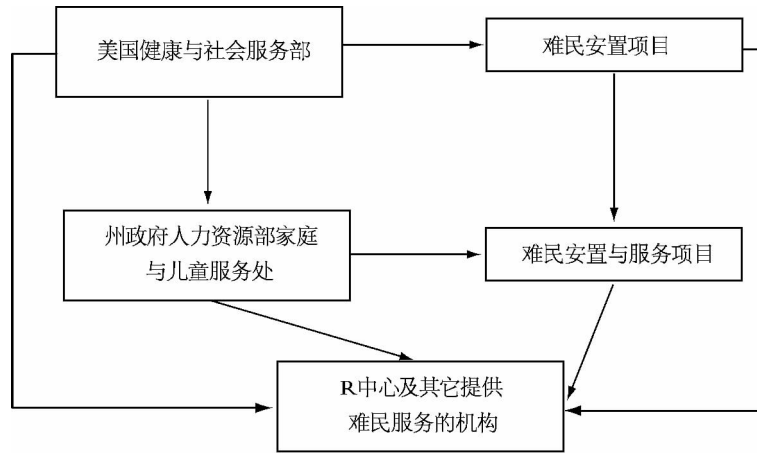 美国健康与社会服务部
难民安置项目
州政府人力资源部家庭
与儿童服务处
难民安置与服务项目
R中心及其它提供
难民服务的机构